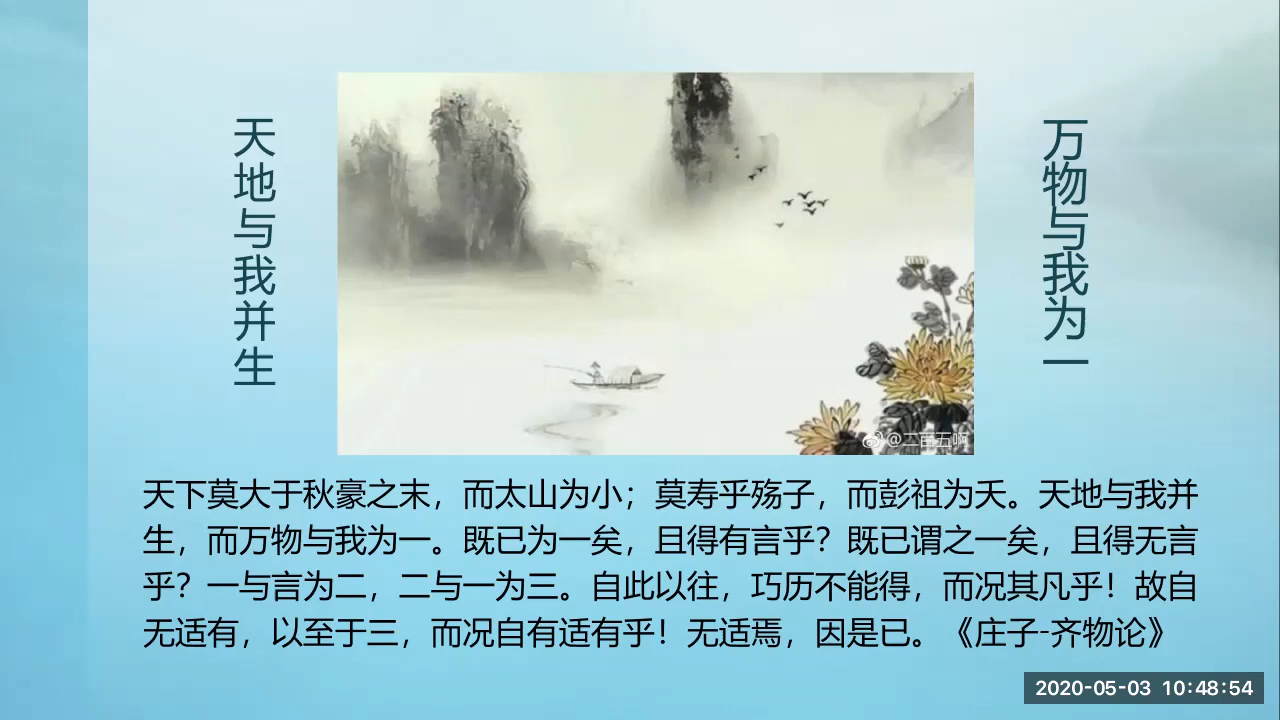 天地与我并生
万物与我为一
@二百五啊
天下莫大于秋豪之末，而太山为小；莫寿乎殇子，而彭祖为夭。天地与我并
生，而万物与我为一。既已为一矣，且得有言乎？既已谓之一矣，且得无言
乎？一与言为二，二与一为三。自此以往，巧历不能得，而况其凡乎！故自
无适有，以至于三，而况自有适有乎！无适焉，因是已。《庄子-齐物论》
2020-05-03 10:48:54